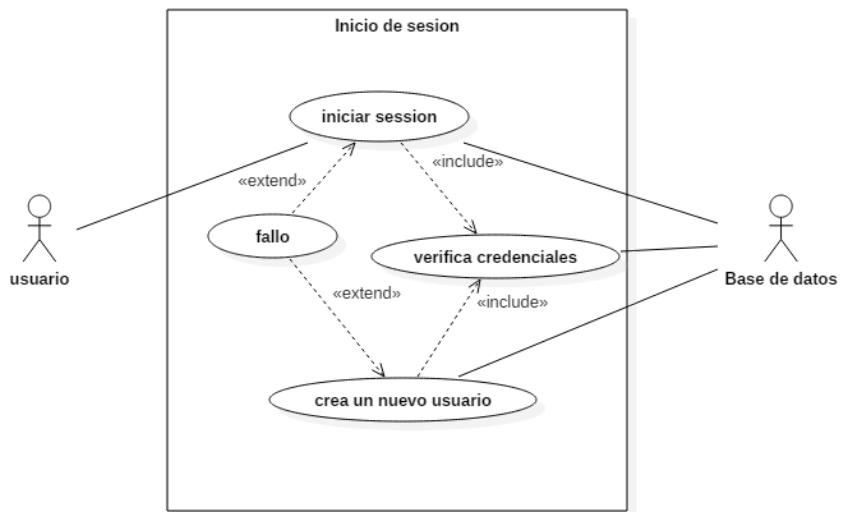 Inicio de sesion
iniciar session
«include»
«extend»
fallo
verifica credenciales
usuario
Base de datos
«extend»
«include»
crea un nuevo usuario